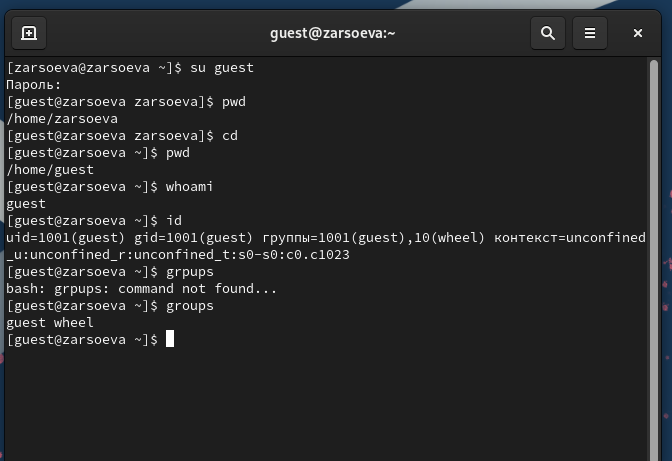 guest@zarsoeva:~
[zarsoeva@zarsoeva ~]$ su guest
Пароль:
[guest@zarsoeva zarsoeva]$ pwd
/home/zarsoeva
[guest@zarsoeva zarsoeva]$ cd
[guest@zarsoeva ~]$ pwd
/home/guest
[guest@zarsoeva ~]$ whoami
guest
[guest@zarsoeva ~]$ id
uid=1001(guest) gid=1001(guest) группы=1001(guest),10(wheel) контекст=unconfined
_u:unconfined_r:unconfined_t:s0-s0:c0.c1023
[guest@zarsoeva ~]$ grpups
bash: grpups: command not found...
[guest@zarsoeva ~]$ groups
guest wheel
[guest@zarsoeva ~]$